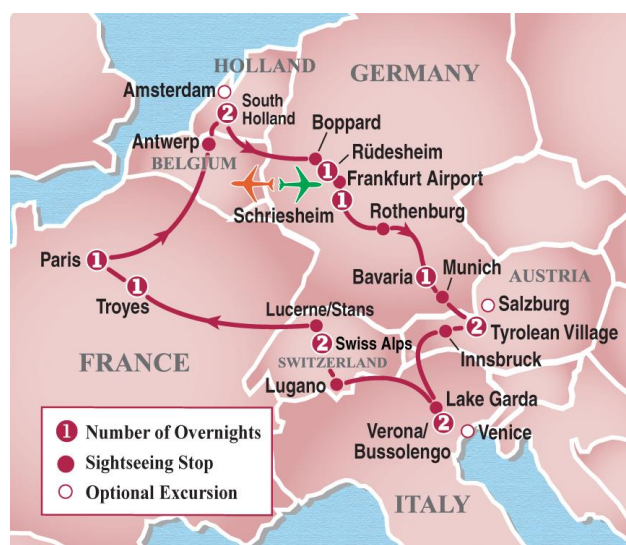 HOLLAND
GERMANY
Amsterdam
2
South
Holland
Boppard
Antwerp
BELGIUM
Rüdesheim
1
Frankfurt Airport
1
Schriesheim
Rothenburg
Paris
1
Bavaria
1
Munich
AUSTRIA
1
Troyes
Salzburg
Lucerne/Stans
2
Tyrolean Village
2
Swiss Alps
Innsbruck
FRANCE
SWITZERLAND
Lugano
Lake Garda
2
Verona/
Bussolengo
Venice
ITALY
1 Number of Overnights
Sightseeing Stop
Optional Excursion